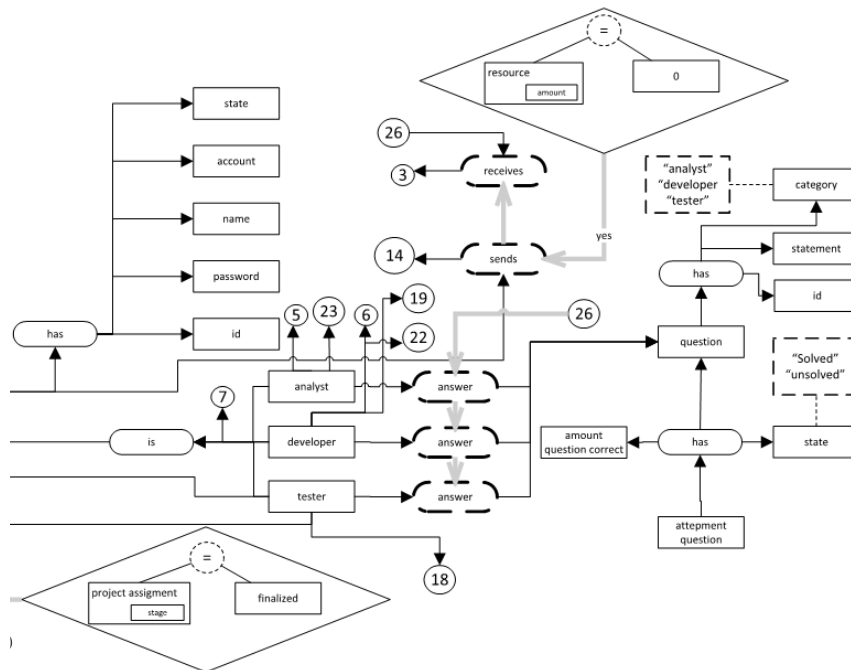 =
resource
amount
0
state
26
receives
account
3
"analyst"
"developer
"tester"
category
name
yes
statement
14
sends
password
has
id
19
5
23
6
26
has
id
22
question
"Solved"
"unsolved"
analyst
answer
7
is
developer
answer
amount
question correct
has
state
tester
answer
attepment
question
=
18
project assigment
stage
finalized
)